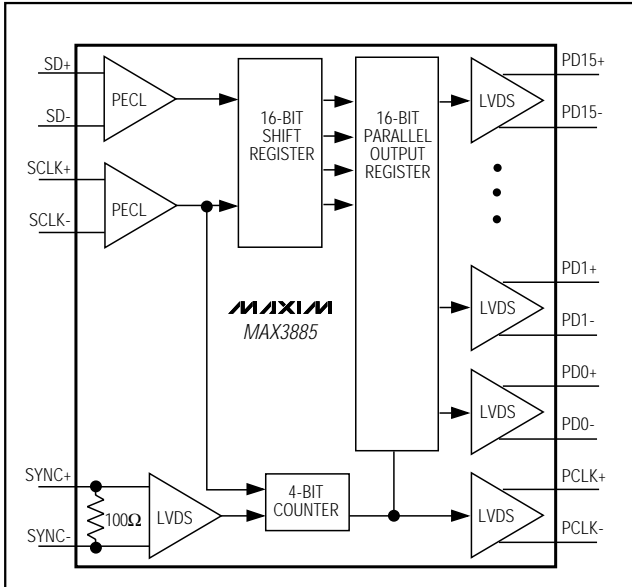 SD+
SD-
SCLK+
SCLK-
PECL
PECL
16-BIT
SHIFT
REGISTER
16-BIT
PARALLEL
OUTPUT
REGISTER
LVDS
PD15+
PD15-
MAXIM
MAX3885
LVDS
PD1+
PD1-
LVDS
PD0+
PD0-
SYNC+
SYNC-
100Ω
LVDS
4-BIT
COUNTER
LVDS
PCLK+
PCLK-